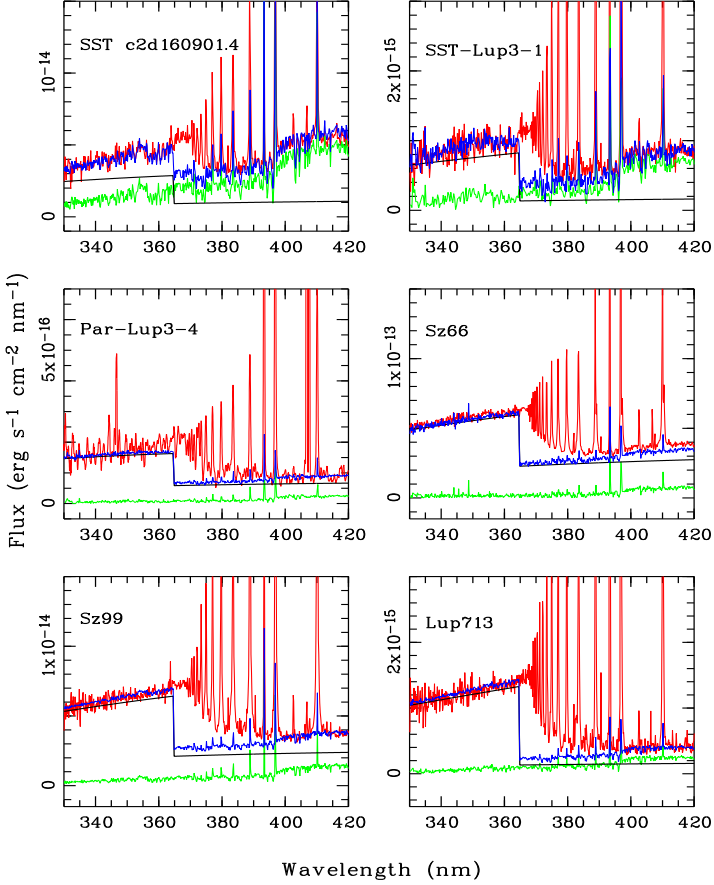 SST c2d160901.4
SST-Lup3-1
10⁻¹⁴
0
2x10⁻¹⁵
0
340 360 380 400 420
340 360 380 400 420
Par-Lup3-4
Sz66
5x10⁻¹⁶
0
1x10⁻¹³
0
340 360 380 400 420
340 360 380 400 420
Sz99
Lup713
1x10⁻¹⁴
0
2x10⁻¹⁵
0
340 360 380 400 420
340 360 380 400 420
Flux (erg s⁻¹ cm⁻² nm⁻¹)
Wavelength (nm)